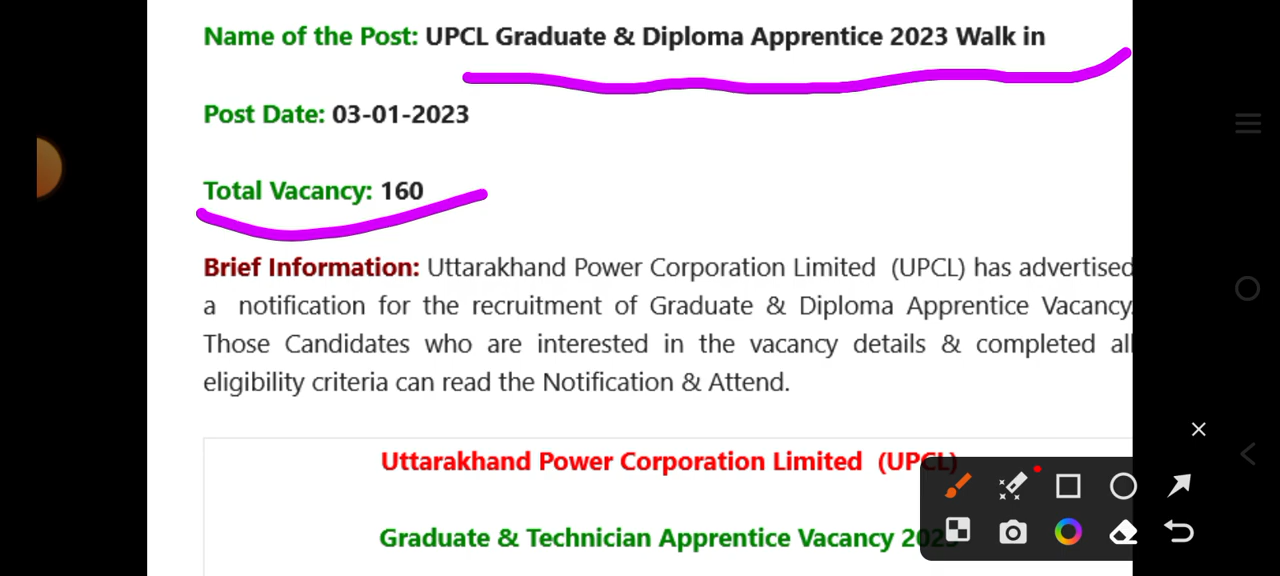 Name of the Post: UPCL Graduate & Diploma Apprentice 2023 Walk in
Post Date: 03-01-2023
Total Vacancy: 160
Brief Information: Uttarakhand Power Corporation Limited (UPCL) has advertised
a notification for the recruitment of Graduate & Diploma Apprentice Vacancy.
Those Candidates who are interested in the vacancy details & completed all
eligibility criteria can read the Notification & Attend.
Uttarakhand Power Corporation Limited (UPCL)
Graduate & Technician Apprentice Vacancy 2023